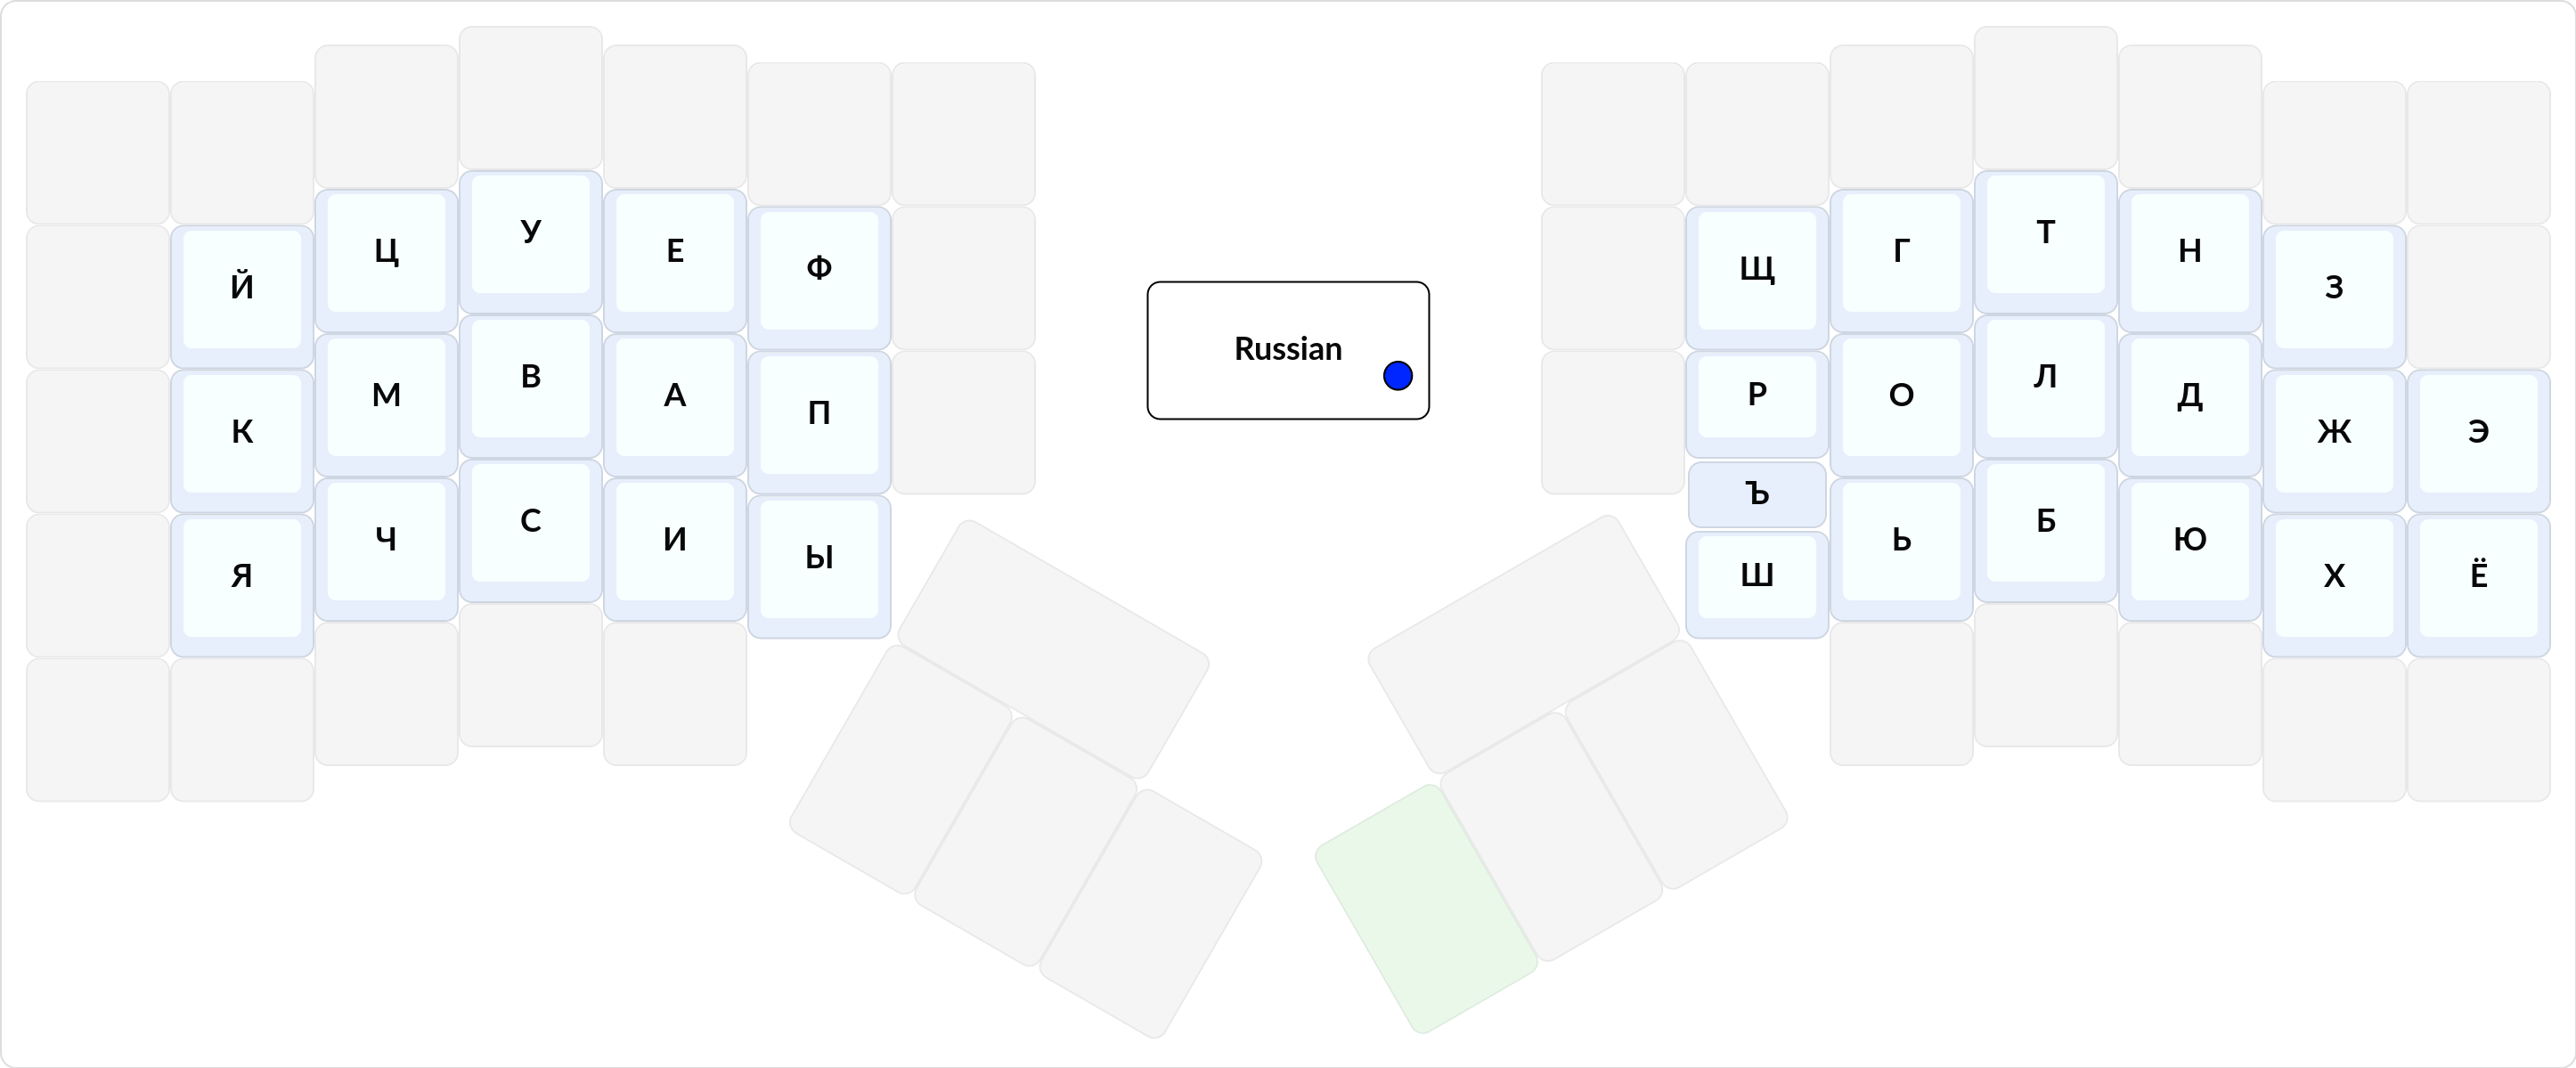 Й Ц У Е Ф Щ Г Т Н З
К М В А П Р О Л Д Ж Э
Ъ
Я Ч С И Ы Ш Ь Б Ю Х Ё
Russian